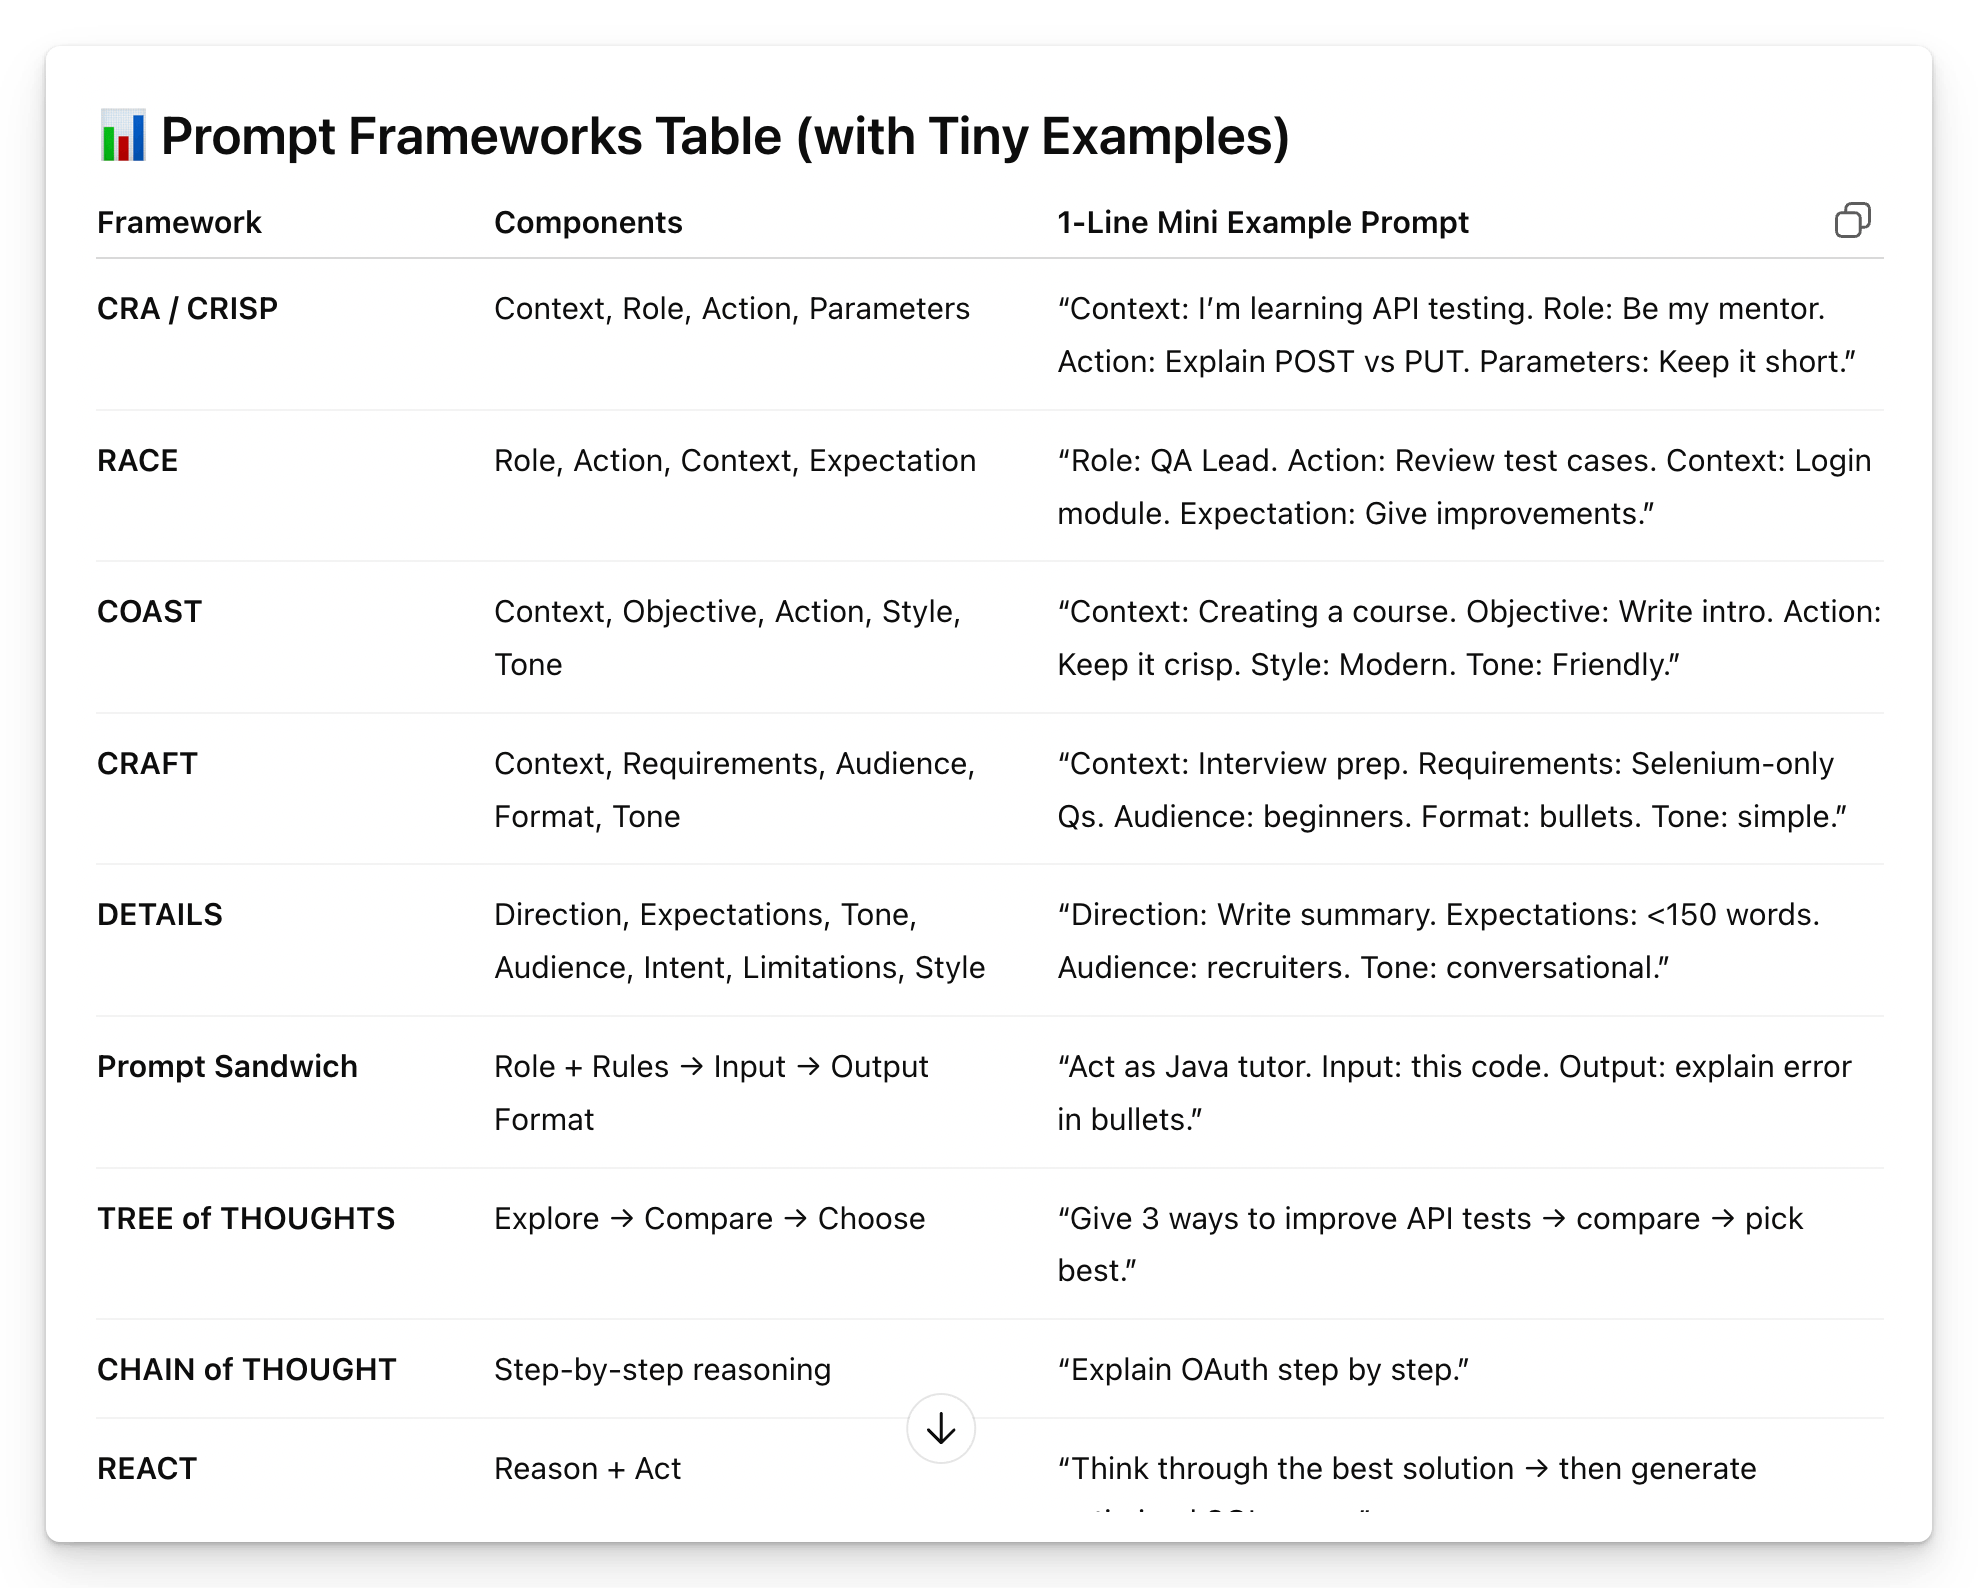 📊 Prompt Frameworks Table (with Tiny Examples)
Framework Components 1-Line Mini Example Prompt
CRA / CRISP Context, Role, Action, Parameters “Context: I’m learning API testing. Role: Be my mentor.
Action: Explain POST vs PUT. Parameters: Keep it short.”
RACE Role, Action, Context, Expectation “Role: QA Lead. Action: Review test cases. Context: Login
module. Expectation: Give improvements.”
COAST Context, Objective, Action, Style, “Context: Creating a course. Objective: Write intro. Action:
Tone Keep it crisp. Style: Modern. Tone: Friendly.”
CRAFT Context, Requirements, Audience, “Context: Interview prep. Requirements: Selenium-only
Format, Tone Qs. Audience: beginners. Format: bullets. Tone: simple.”
DETAILS Direction, Expectations, Tone, “Direction: Write summary. Expectations: <150 words.
Audience, Intent, Limitations, Style Audience: recruiters. Tone: conversational.”
Prompt Sandwich Role + Rules → Input → Output “Act as Java tutor. Input: this code. Output: explain error
Format in bullets.”
TREE of THOUGHTS Explore → Compare → Choose “Give 3 ways to improve API tests → compare → pick
best.”
CHAIN of THOUGHT Step-by-step reasoning “Explain OAuth step by step.”
REACT Reason + Act “Think through the best solution → then generate